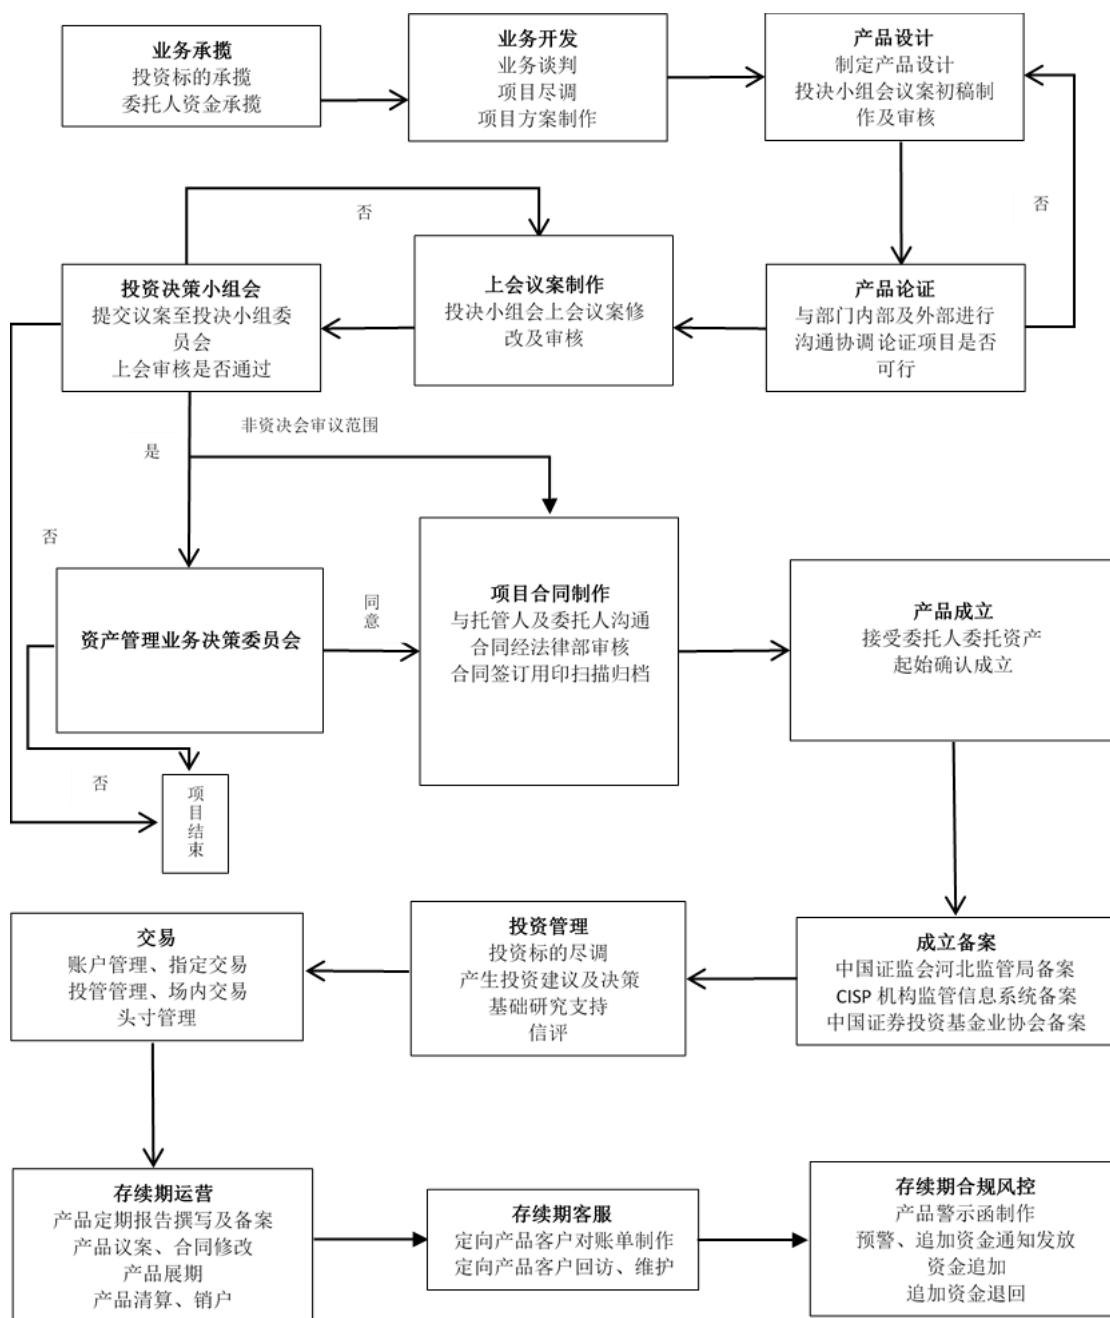 业务承揽
投资标的承揽
委托人资金承揽
业务开发
业务谈判
项目尽调
项目方案制作
产品设计
制定产品设计
投决小组会议案初稿制
作及审核
否
否
投资决策小组会
提交议案至投决小组委
员会
上会审核是否通过
上会议案制作
投决小组会上会议案修
改及审核
产品论证
与部门内部及外部进行
沟通协调论证项目是否
可行
非资决会审议范围
是
否
资产管理业务决策委员会
同
意
项目合同制作
与托管人及委托人沟通
合同经法律部审核
合同签订用印扫描归档
产品成立
接受委托人委托资产
起始确认成立
否
项
目
结
束
交易
账户管理、指定交易
投管管理、场内交易
头寸管理
投资管理
投资标的尽调
产生投资建议及决策
基础研究支持
信评
成立备案
中国证监会河北监管局备案
CISP 机构监管信息系统备案
中国证券投资基金业协会备案
存续期运营
产品定期报告撰写及备案
产品议案、合同修改
产品展期
产品清算、销户
存续期客服
定向产品客户对账单制作
定向产品客户回访、维护
存续期合规风控
产品警示函制作
预警、追加资金通知发放
资金追加
追加资金退回